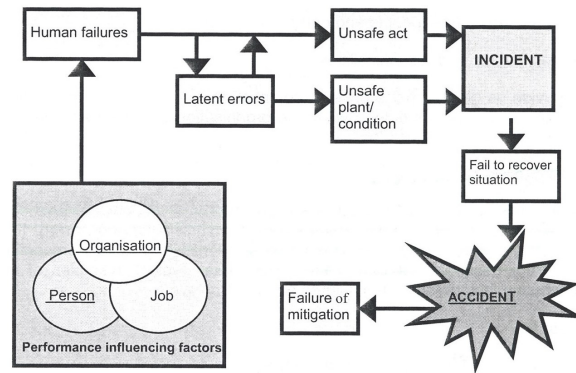 Human failures
Unsafe act
INCIDENT
Latent errors
Unsafe
plant/
condition
Fail to recover
situation
Organisation
Person
Job
Performance influencing factors
ACCIDENT
Failure of
mitigation